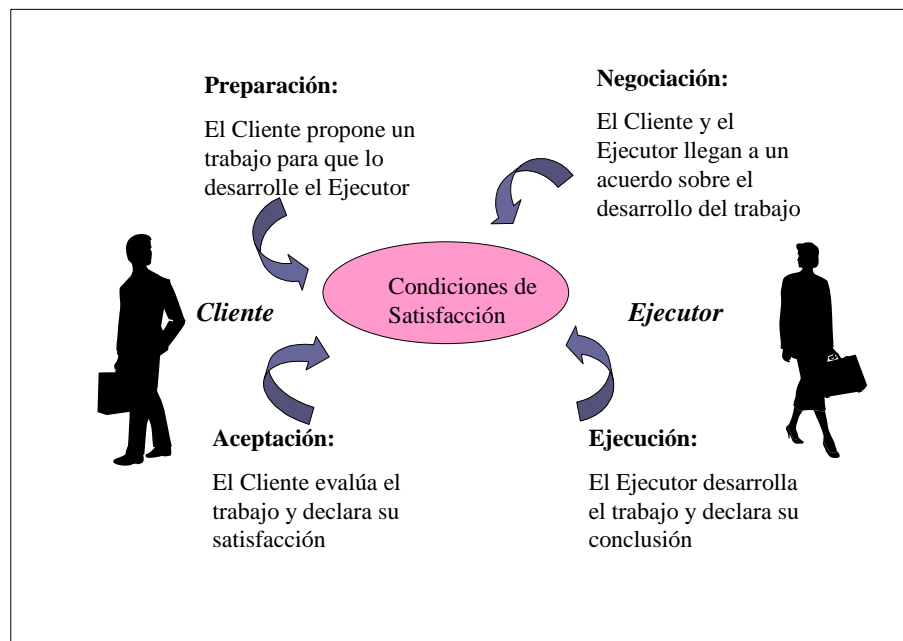 Preparación:
El Cliente propone un
trabajo para que lo
desarrolle el Ejecutor
Negociación:
El Cliente y el
Ejecutor llegan a un
acuerdo sobre el
desarrollo del trabajo
Cliente
Condiciones de
Satisfacción
Ejecutor
Aceptación:
El Cliente evalúa el
trabajo y declara su
satisfacción
Ejecución:
El Ejecutor desarrolla
el trabajo y declara su
conclusión